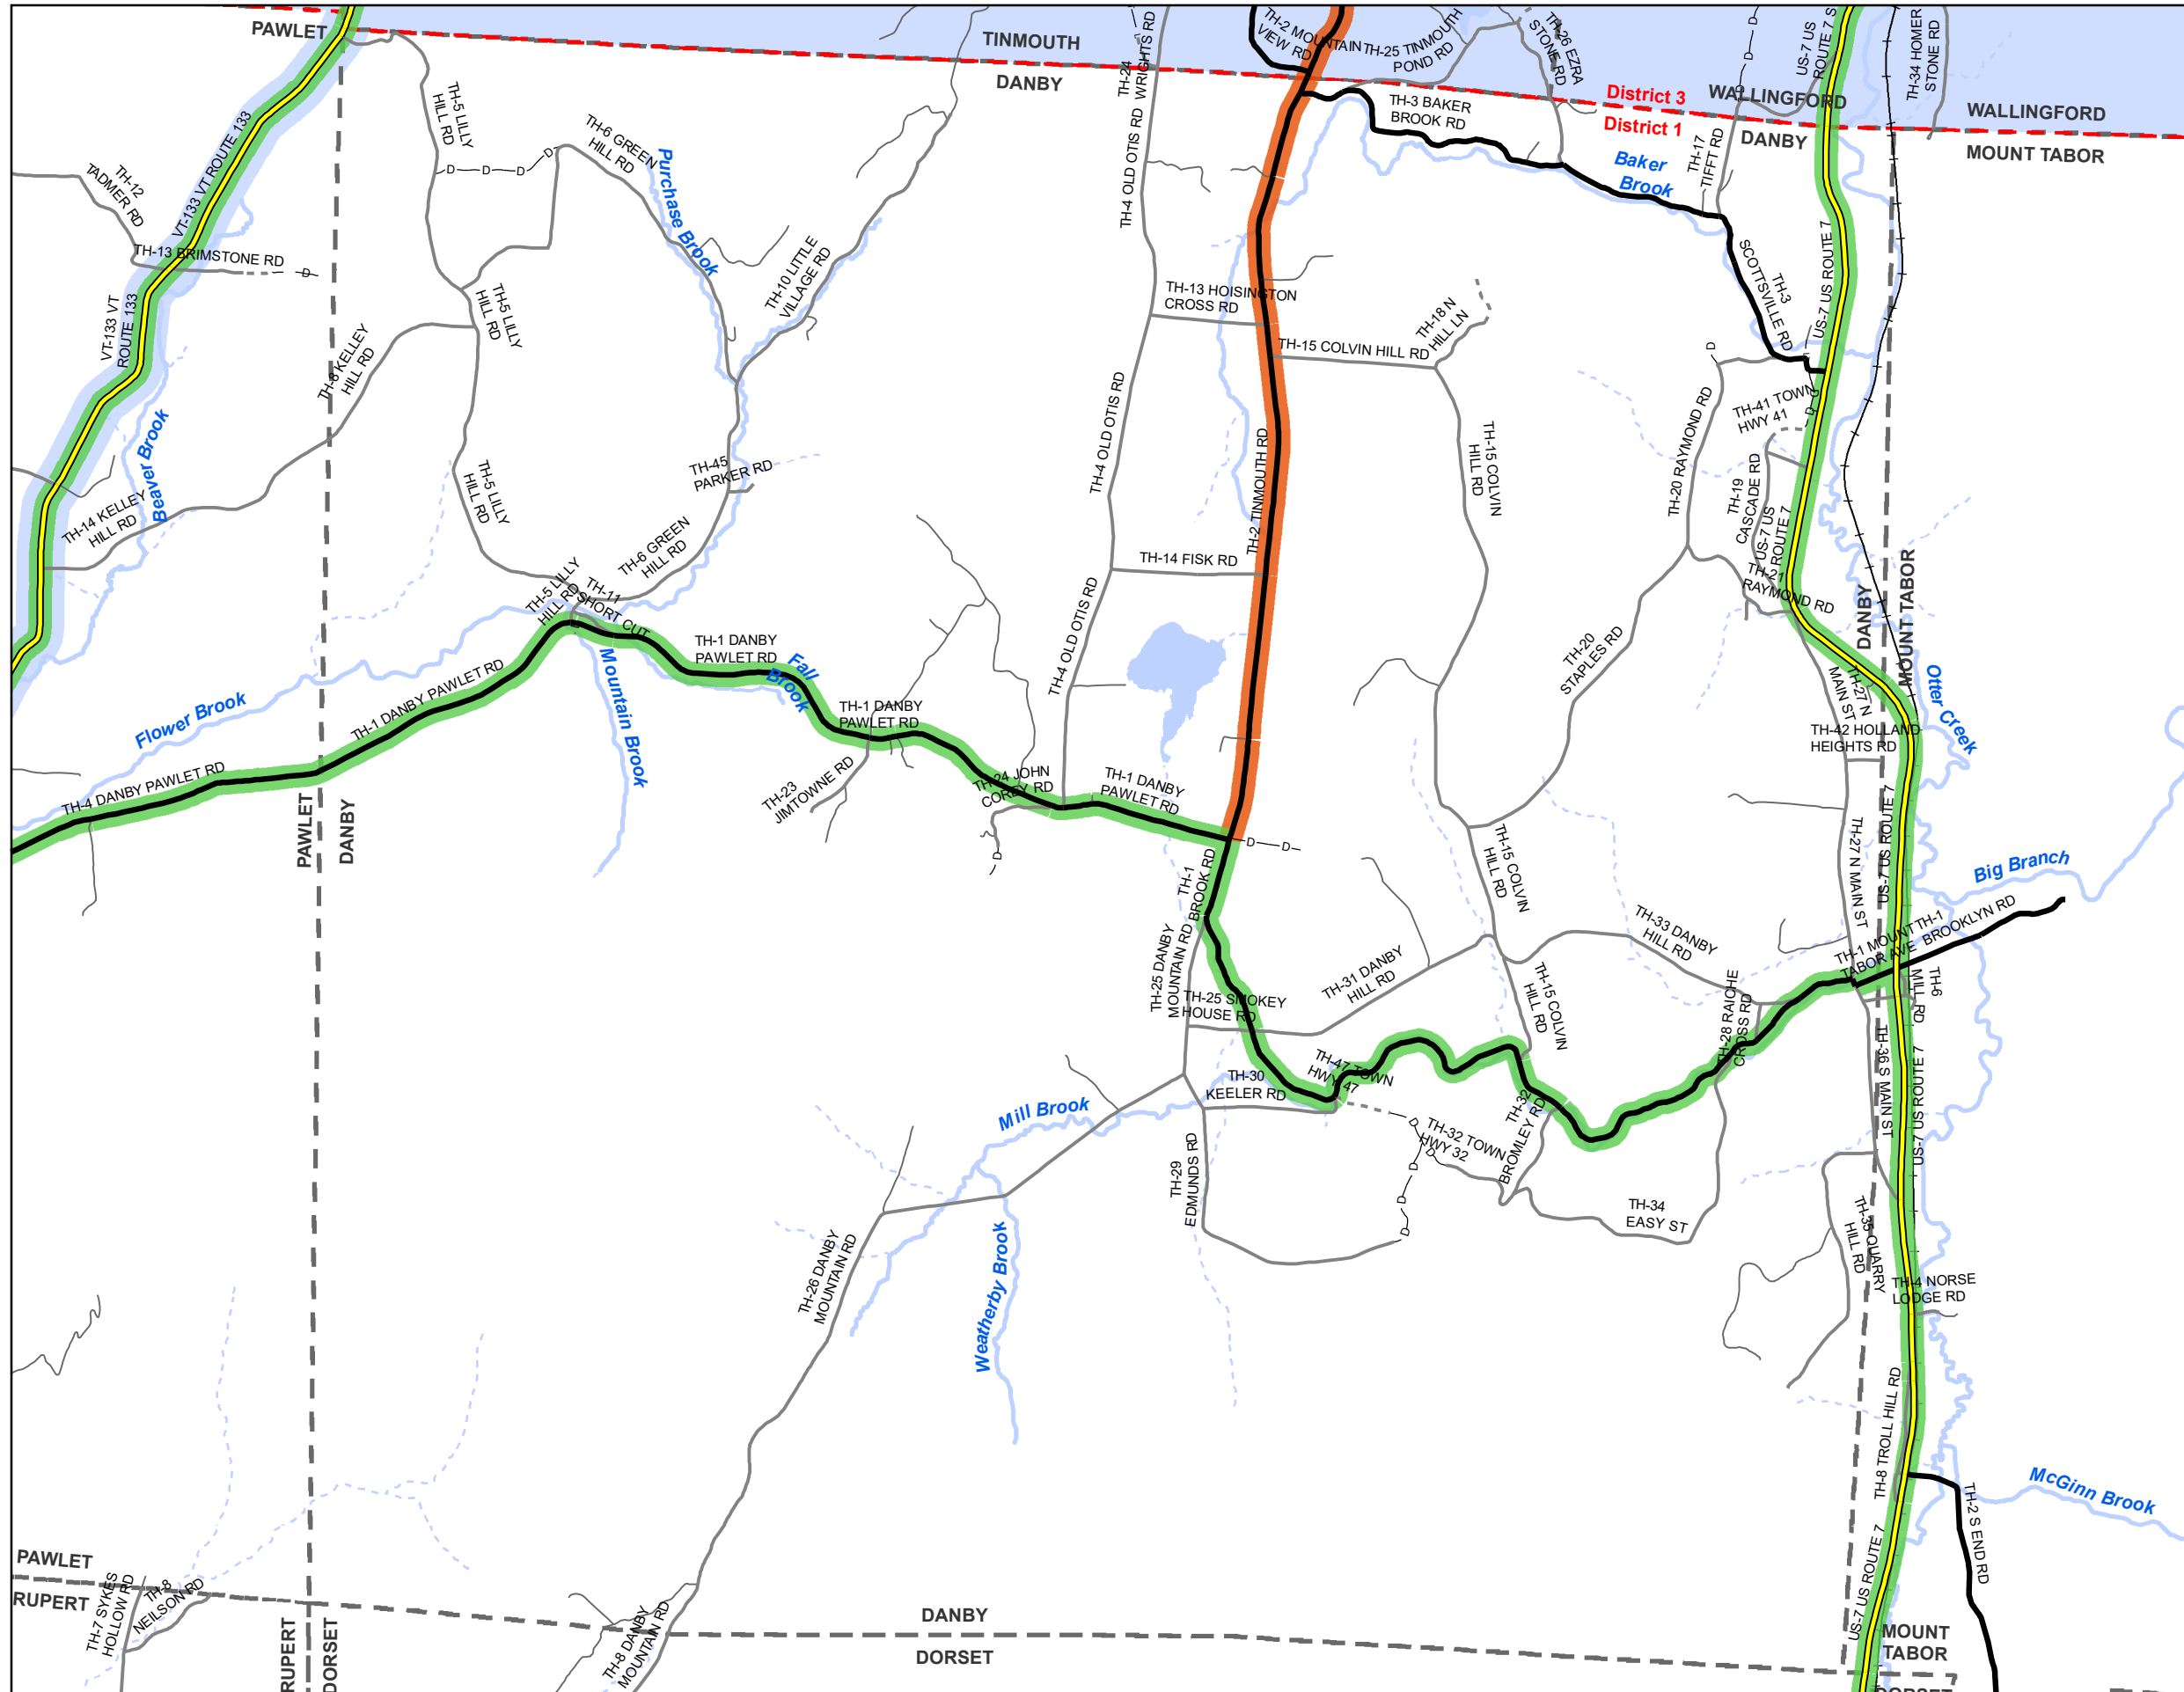 PAWLET
TINMOUTH
DANBY
TH-24
WRIGHTS RD
TH-2 MOUNTAIN
VIEW RD
TH-25 TINMOUTH
POND RD
TH-26 EZRA
STONE RD
US-7 US
ROUTE 7 S
TH-34 HOMER
STONE RD
District 3
District 1
WALLINGFORD
DANBY
WALLINGFORD
MOUNT TABOR
TH-3 BAKER
BROOK RD
Baker
Brook
TH-17
TIFFT RD
TH-5 LILLY
HILL RD
TH-6 GREEN
HILL RD
Purchase Brook
TH-4 OLD OTIS RD
VT-133 VT ROUTE 133
TH-12
TADMER RD
TH-13 BRIMSTONE RD
D
TH-10 LITTLE
VILLAGE RD
TH-13 HOISINGTON
CROSS RD
TH-18 N
HILL LN
TH-15 COLVIN HILL RD
TH-3
SCOTTSVILLE RD
US-7 US ROUTE 7
VT-133 VT
ROUTE 133
TH-5 LILLY
HILL RD
TH-8 KELLEY
HILL RD
TH-4 OLD OTIS RD
TH-20 RAYMOND RD
TH-41 TOWN
HWY 41
Beaver Brook
TH-14 KELLEY
HILL RD
TH-5 LILLY
HILL RD
TH-45
PARKER RD
TH-2 TINMOUTH RD
TH-15 COLVIN
HILL RD
TH-19
CASCADE RD
US-7 US
ROUTE 7
TH-6 GREEN
HILL RD
TH-14 FISK RD
TH-21
RAYMOND RD
DANBY
MOUNT TABOR
TH-5 LILLY
HILL RD
TH-11
SHORT CUT
TH-1 DANBY
PAWLET RD
Fall
Brook
TH-4 OLD OTIS RD
TH-20
STAPLES RD
TH-27 N
MAIN ST
Otter Creek
Flower Brook
TH-1 DANBY PAWLET RD
Mountain Brook
TH-1 DANBY
PAWLET RD
TH-42 HOLLAND
HEIGHTS RD
TH-4 DANBY PAWLET RD
TH-23
JIMTOWNE RD
TH-24 JOHN
COREY RD
TH-1 DANBY
PAWLET RD
PAWLET
DANBY
TH-1
BROOK RD
TH-15 COLVIN
HILL RD
TH-27 N MAIN ST
US-7 US ROUTE 7
Big Branch
TH-25 DANBY
MOUNTAIN RD
TH-33 DANBY
HILL RD
TH-1 MOUNT
TABOR AVE
TH-1
BROOKLYN RD
TH-25 SMOKEY
HOUSE RD
TH-31 DANBY
HILL RD
TH-15 COLVIN
HILL RD
TH-28 RAICHE
CROSS RD
TH-6
MILL RD
TH-36 S MAIN ST
US-7 US ROUTE 7
TH-30
KEELER RD
TH-47 TOWN
HWY 47
TH-32
BROMLEY RD
TH-32 TOWN
HWY 32
Mill Brook
TH-29
EDMUNDS RD
TH-34
EASY ST
TH-35 QUARRY
HILL RD
TH-26 DANBY
MOUNTAIN RD
Weatherby Brook
TH-4 NORSE
LODGE RD
TH-8 TROLL HILL RD
McGinn Brook
TH-2 S END RD
US-7 US ROUTE 7
PAWLET
RUPERT
TH-7 SYKES
HOLLOW RD
TH-8
NEILSON RD
RUPERT
DORSET
TH-8 DANBY
MOUNTAIN RD
DANBY
DORSET
MOUNT
TABOR
DORSET